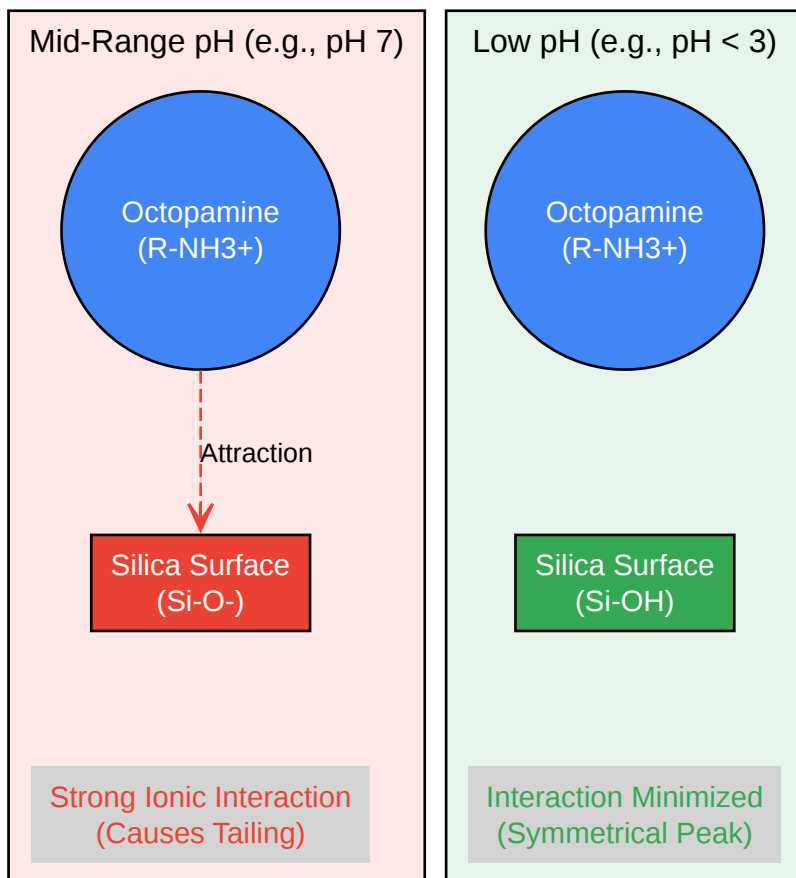 Mid-Range pH (e.g., pH 7)
Octopamine
(R-NH3+)
Attraction
Silica Surface
(Si-O-)
Strong Ionic Interaction
(Causes Tailing)
Low pH (e.g., pH < 3)
Octopamine
(R-NH3+)
Silica Surface
(Si-OH)
Interaction Minimized
(Symmetrical Peak)